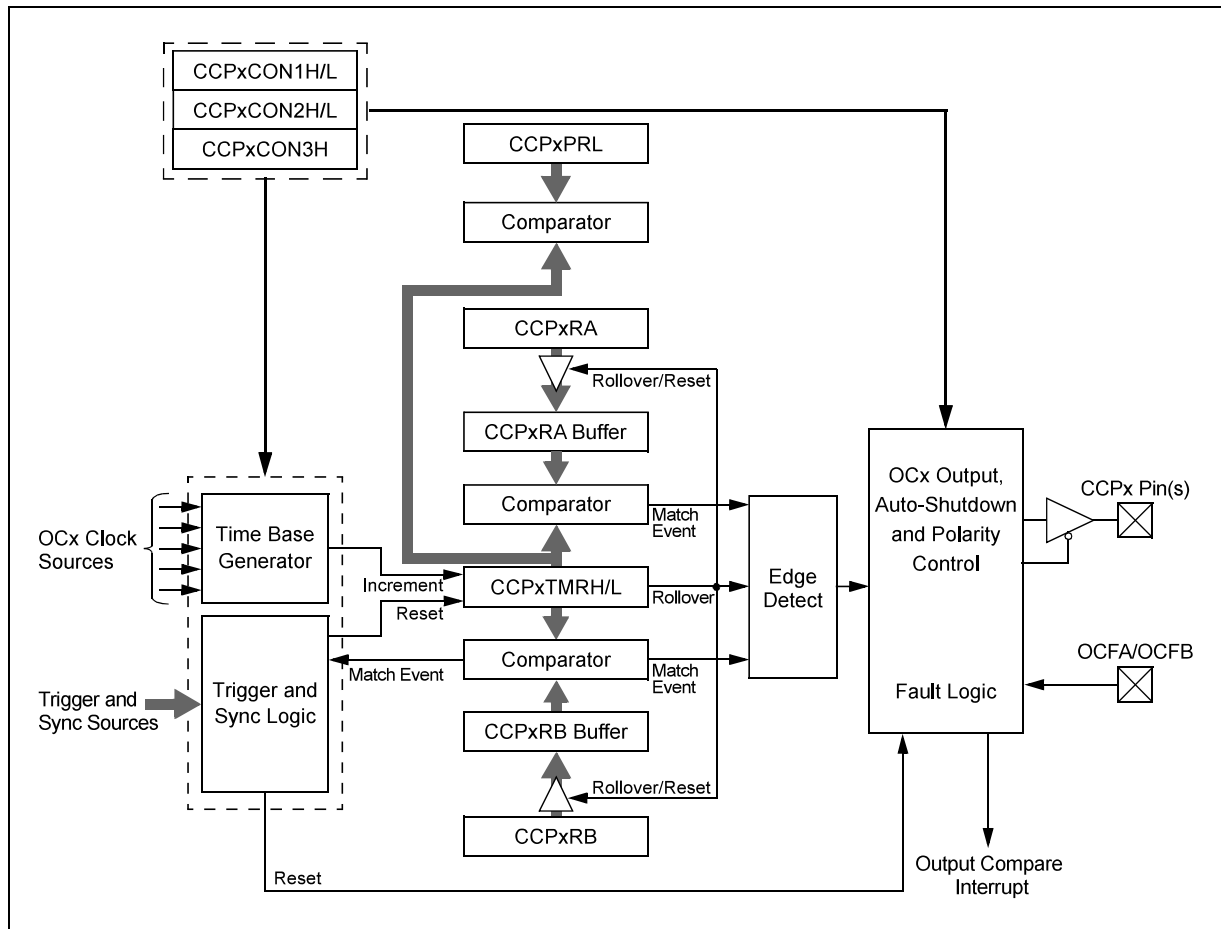 CCPxCON1H/L
CCPxCON2H/L
CCPxCON3H
CCPxPRL
Comparator
CCPxRA
Rollover/Reset
CCPxRA Buffer
Comparator
Match
Event
OCx Clock
Sources
Time Base
Generator
Increment
Reset
CCPxTMRH/L
Rollover
Edge
Detect
OCx Output,
Auto-Shutdown
and Polarity
Control
CCPx Pin(s)
Comparator
Match Event
Match
Event
Trigger and
Sync Sources
Trigger and
Sync Logic
CCPxRB Buffer
Fault Logic
OCFA/OCFB
Rollover/Reset
CCPxRB
Reset
Output Compare
Interrupt